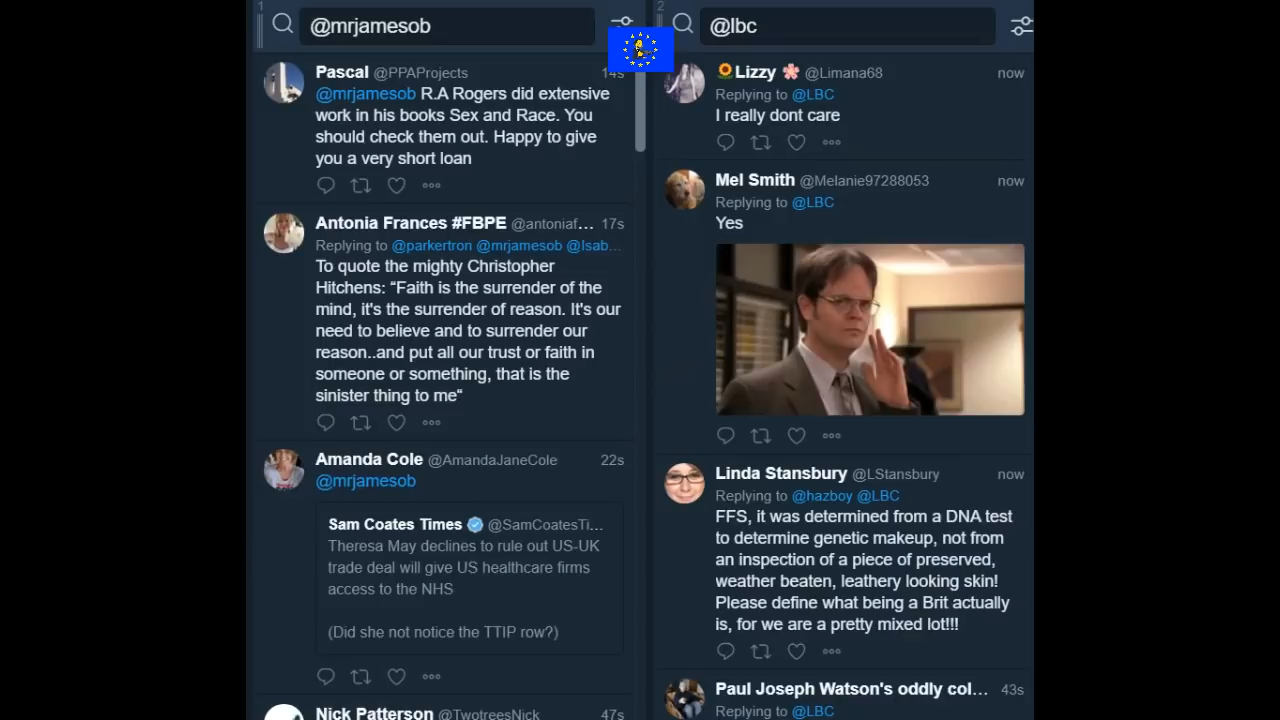 1
@mrjamesob
Pascal @PPAProjects 14s
@mrjamesob R.A Rogers did extensive
work in his books Sex and Race. You
should check them out. Happy to give
you a very short loan
Antonia Frances #FBPE @antoniaf... 17s
Replying to @parkertron @mrjamesob @Isab...
To quote the mighty Christopher
Hitchens: “Faith is the surrender of the
mind, it's the surrender of reason. It's our
need to believe and to surrender our
reason..and put all our trust or faith in
someone or something, that is the
sinister thing to me“
Amanda Cole @AmandaJaneCole 22s
@mrjamesob
Sam Coates Times @SamCoatesTi...
Theresa May declines to rule out US-UK
trade deal will give US healthcare firms
access to the NHS
(Did she not notice the TTIP row?)
Nick Patterson @TwotreesNick 47s
2
@lbc
Lizzy @Limana68 now
Replying to @LBC
I really dont care
Mel Smith @Melanie97288053 now
Replying to @LBC
Yes
Linda Stansbury @LStansbury now
Replying to @hazboy @LBC
FFS, it was determined from a DNA test
to determine genetic makeup, not from
an inspection of a piece of preserved,
weather beaten, leathery looking skin!
Please define what being a Brit actually
is, for we are a pretty mixed lot!!!
Paul Joseph Watson's oddly col... 43s
Replying to @LBC